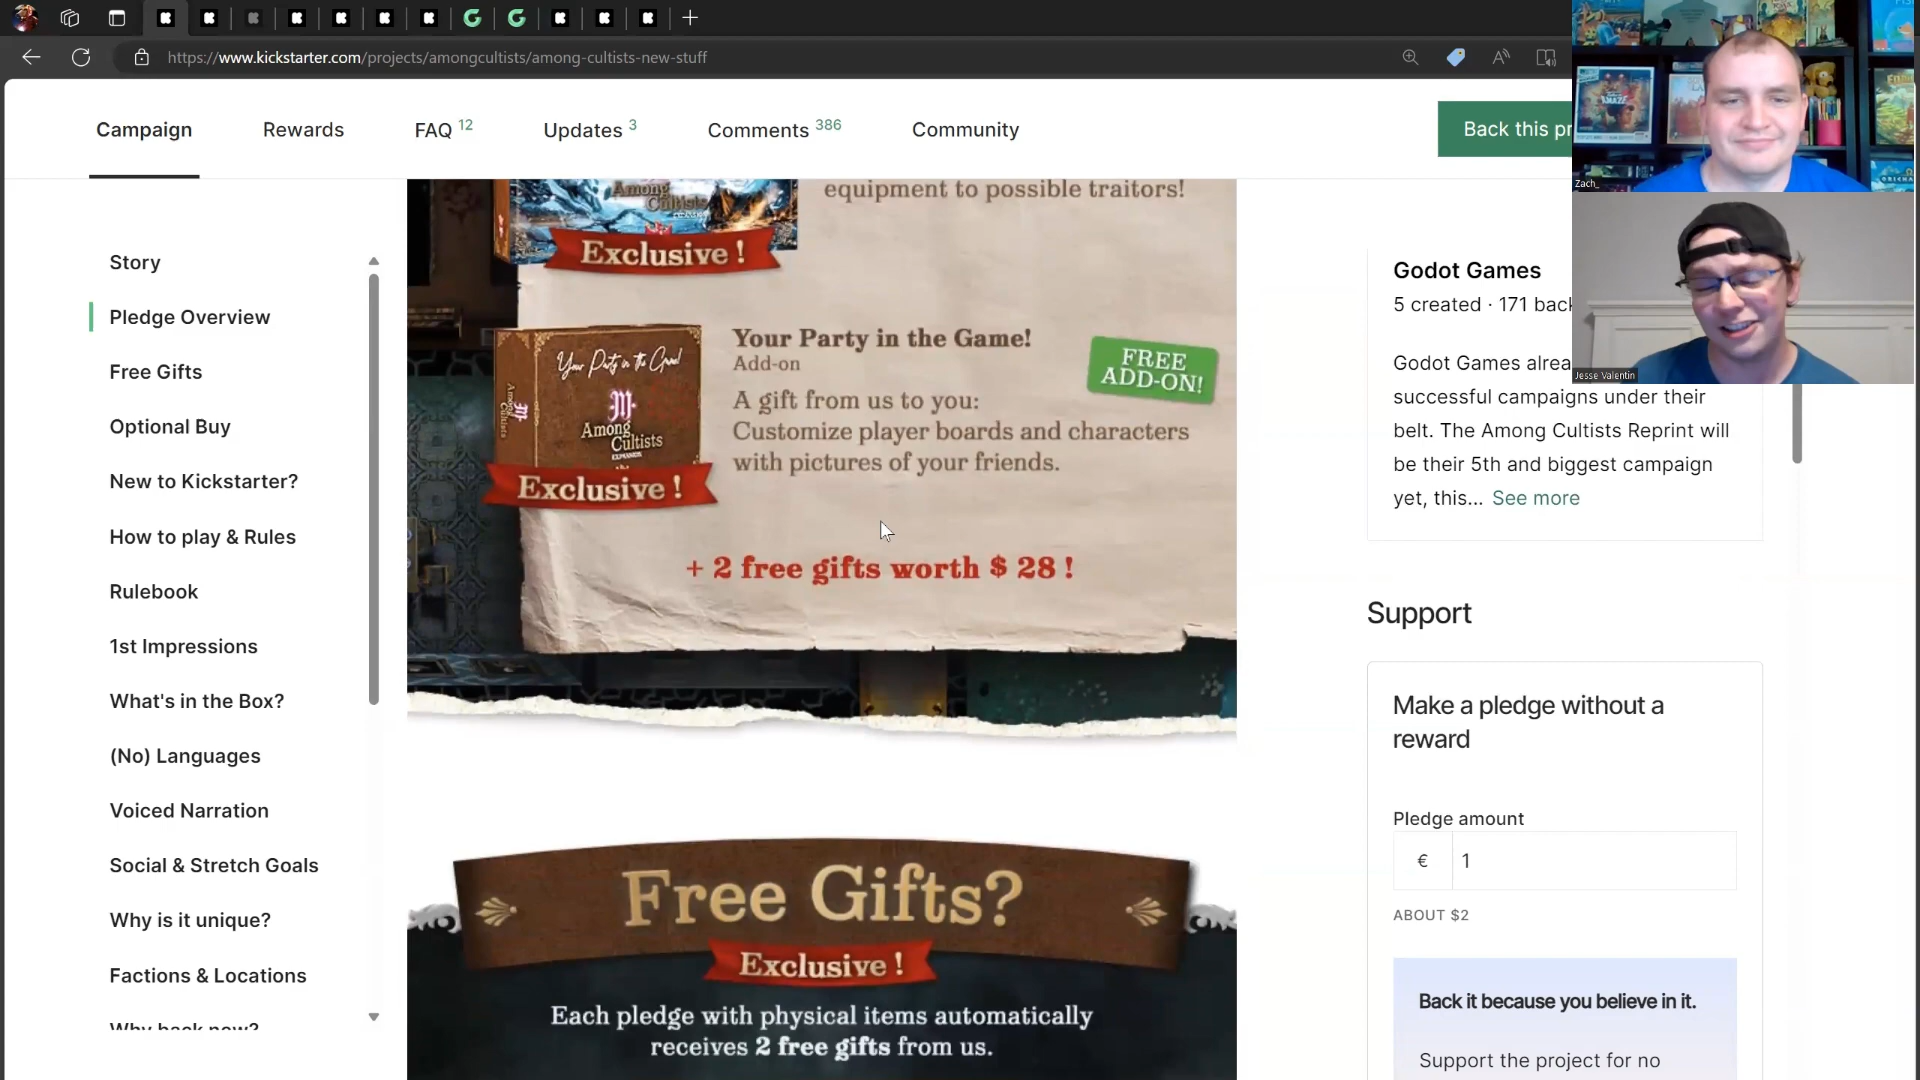 https://www.kickstarter.com/projects/amongcultists/among-cultists-new-stuff
Campaign
Rewards
FAQ 12
Updates 3
Comments 386
Community
Back this pr
Story
Pledge Overview
Free Gifts
Optional Buy
New to Kickstarter?
How to play & Rules
Rulebook
1st Impressions
What's in the Box?
(No) Languages
Voiced Narration
Social & Stretch Goals
Why is it unique?
Factions & Locations
Why back now?
Among
Cultists
Exclusive !
equipment to possible traitors!
Your Party in the Game!
Among
Cultists
EXPANSION
Among
Cultists
Exclusive !
Your Party in the Game!
Add-on
FREE
ADD-ON!
A gift from us to you:
Customize player boards and characters
with pictures of your friends.
+ 2 free gifts worth $ 28 !
Free Gifts?
Exclusive !
Each pledge with physical items automatically
receives 2 free gifts from us.
Godot Games
5 created · 171 back
Godot Games alrea
successful campaigns under their
belt. The Among Cultists Reprint will
be their 5th and biggest campaign
yet, this... See more
Support
Make a pledge without a
reward
Pledge amount
€ 1
ABOUT $2
Back it because you believe in it.
Support the project for no
AMAZE
Zach_
Jesse Valentin